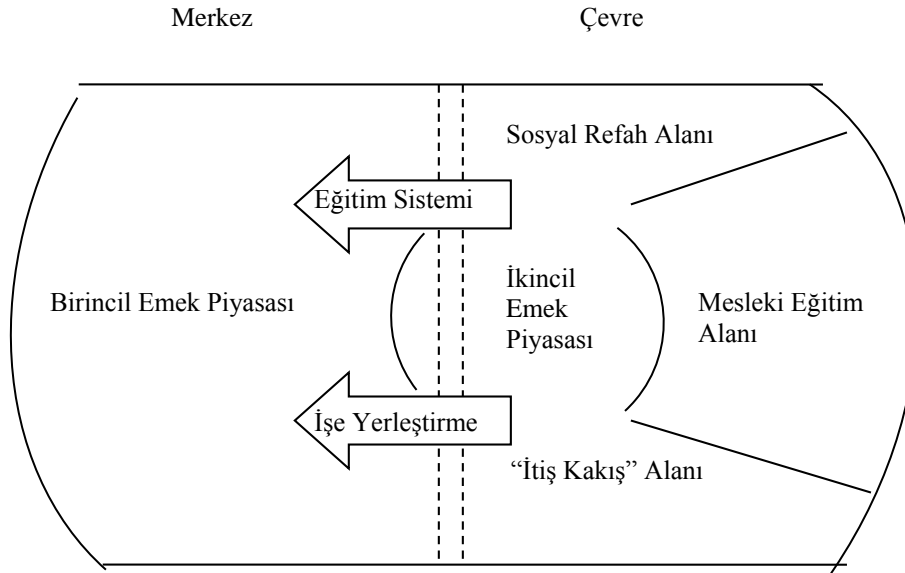 Merkez
Çevre
Sosyal Refah Alanı
Eğitim Sistemi
Birincil Emek Piyasası
İkincil
Emek
Piyasası
Mesleki Eğitim
Alanı
İşe Yerleştirme
“İtiş Kakış” Alanı